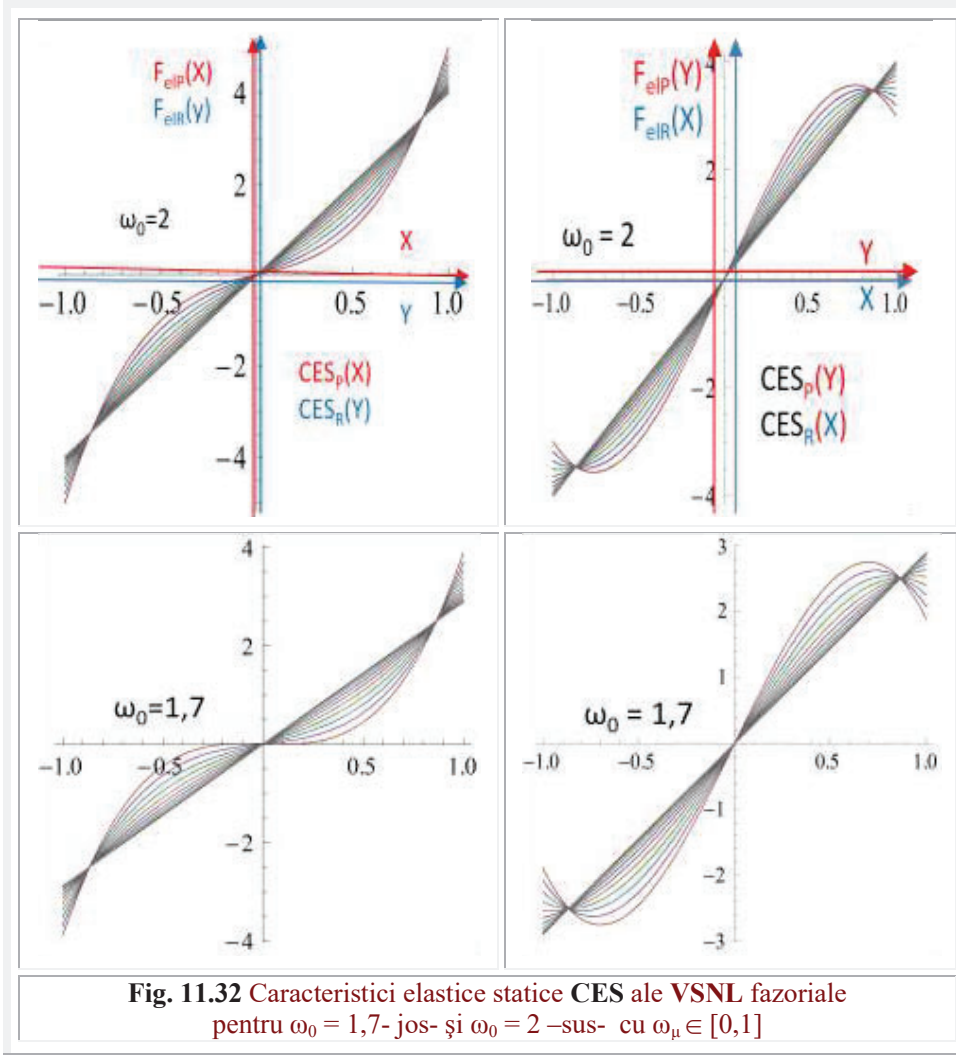 F_elP(X)
F_elR(y)
4
2
ω₀=2
X
−1.0
−0.5
0.5
Y
1.0
−2
CES_P(X)
CES_R(Y)
−4
4
F_elP(Y)
F_elR(X)
2
ω₀ = 2
Y
−1.0
−0.5
0.5
X
1.0
−2
CES_P(Y)
CES_R(X)
−4
4
2
ω₀=1,7
−1.0
−0.5
0.5
1.0
−2
−4
3
2
1
ω₀ = 1,7
−1.0
−0.5
0.5
1.0
−1
−2
−3
Fig. 11.32 Caracteristici elastice statice CES ale VSNL fazoriale
pentru ω₀ = 1,7- jos- şi ω₀ = 2 –sus- cu ω_μ ∈ [0,1]